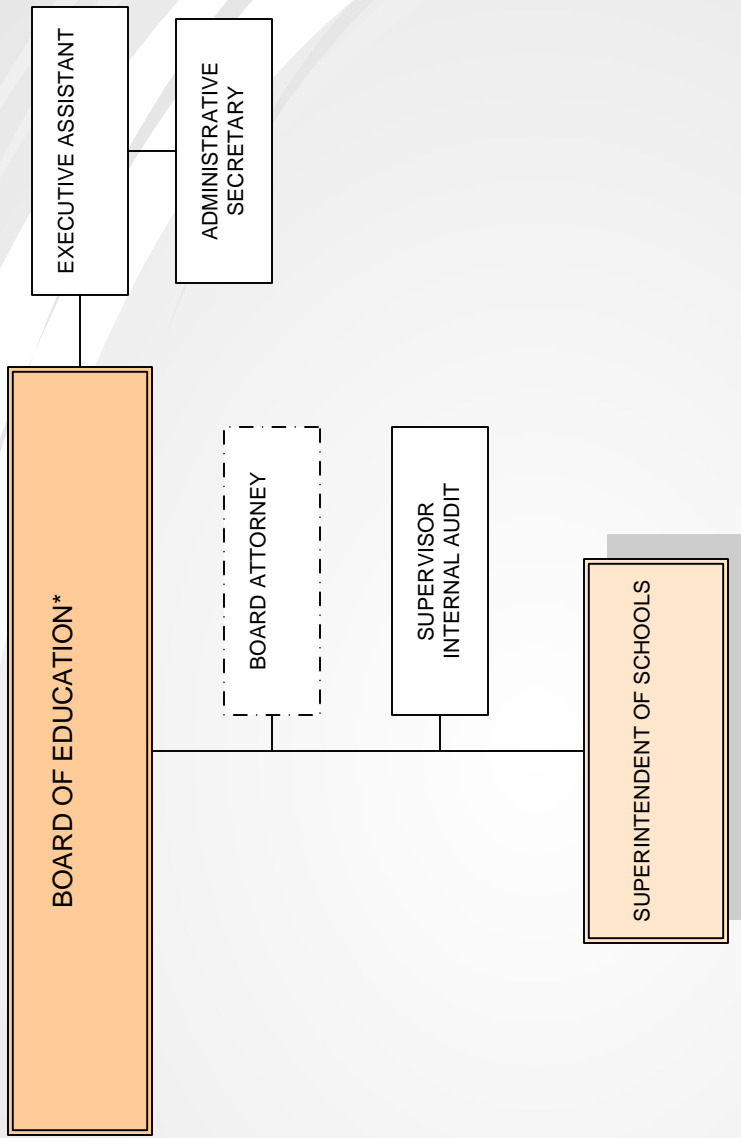 BOARD OF EDUCATION*
EXECUTIVE ASSISTANT
ADMINISTRATIVE
SECRETARY
BOARD ATTORNEY
SUPERVISOR
INTERNAL AUDIT
SUPERINTENDENT OF SCHOOLS